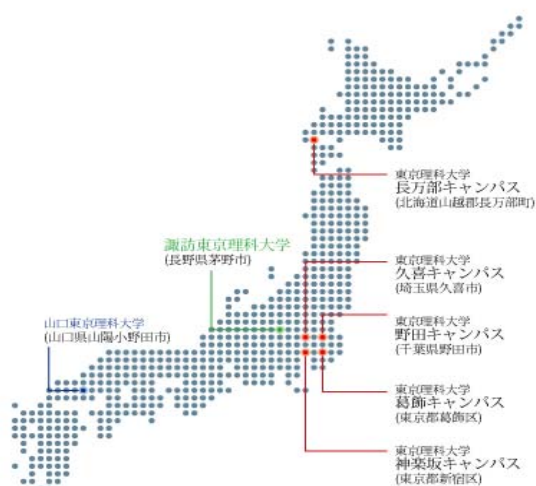 東京理科大学
長万部キャンパス
(北海道山越郡長万部町)
諏訪東京理科大学
(長野県茅野市)
東京理科大学
久喜キャンパス
(埼玉県久喜市)
山口東京理科大学
(山口県山陽小野田市)
東京理科大学
野田キャンパス
(千葉県野田市)
東京理科大学
葛飾キャンパス
(東京都葛飾区)
東京理科大学
神楽坂キャンパス
(東京都新宿区)